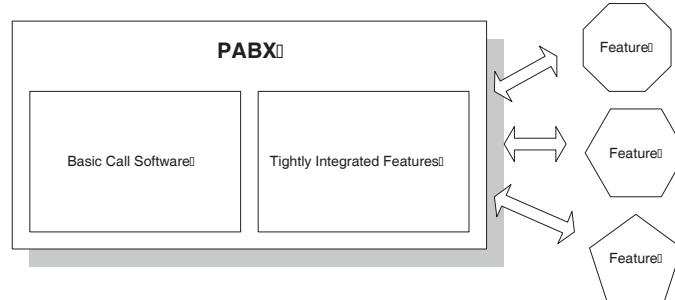 PABX
Feature
Basic Call Software
Tightly Integrated Features
Feature
Feature